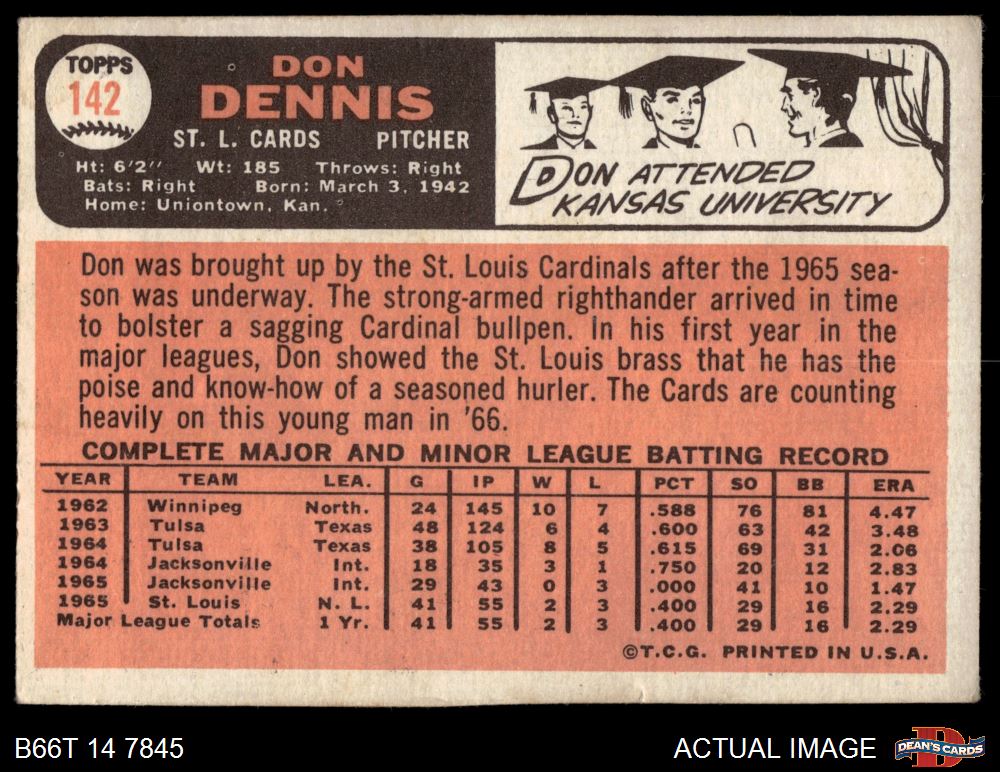 TOPPS
142
DON
DENNIS
ST. L. CARDS PITCHER
Ht: 6'2" Wt: 185 Throws: Right
Bats: Right Born: March 3, 1942
Home: Uniontown, Kan.
DON ATTENDED
KANSAS UNIVERSITY
Don was brought up by the St. Louis Cardinals after the 1965 sea-
son was underway. The strong-armed righthander arrived in time
to bolster a sagging Cardinal bullpen. In his first year in the
major leagues, Don showed the St. Louis brass that he has the
poise and know-how of a seasoned hurler. The Cards are counting
heavily on this young man in '66.
COMPLETE MAJOR AND MINOR LEAGUE BATTING RECORD
YEAR TEAM LEA. G IP W L PCT SO BB ERA
1962 Winnipeg North. 24 145 10 7 .588 76 81 4.47
1963 Tulsa Texas 48 124 6 4 .600 63 42 3.48
1964 Tulsa Texas 38 105 8 5 .615 69 31 2.06
1964 Jacksonville Int. 18 35 3 1 .750 20 12 2.83
1965 Jacksonville Int. 29 43 0 3 .000 41 10 1.47
1965 St. Louis N. L. 41 55 2 3 .400 29 16 2.29
Major League Totals 1 Yr. 41 55 2 3 .400 29 16 2.29
©T.C.G. PRINTED IN U.S.A.
B66T 14 7845
ACTUAL IMAGE
D
DEAN'S CARDS